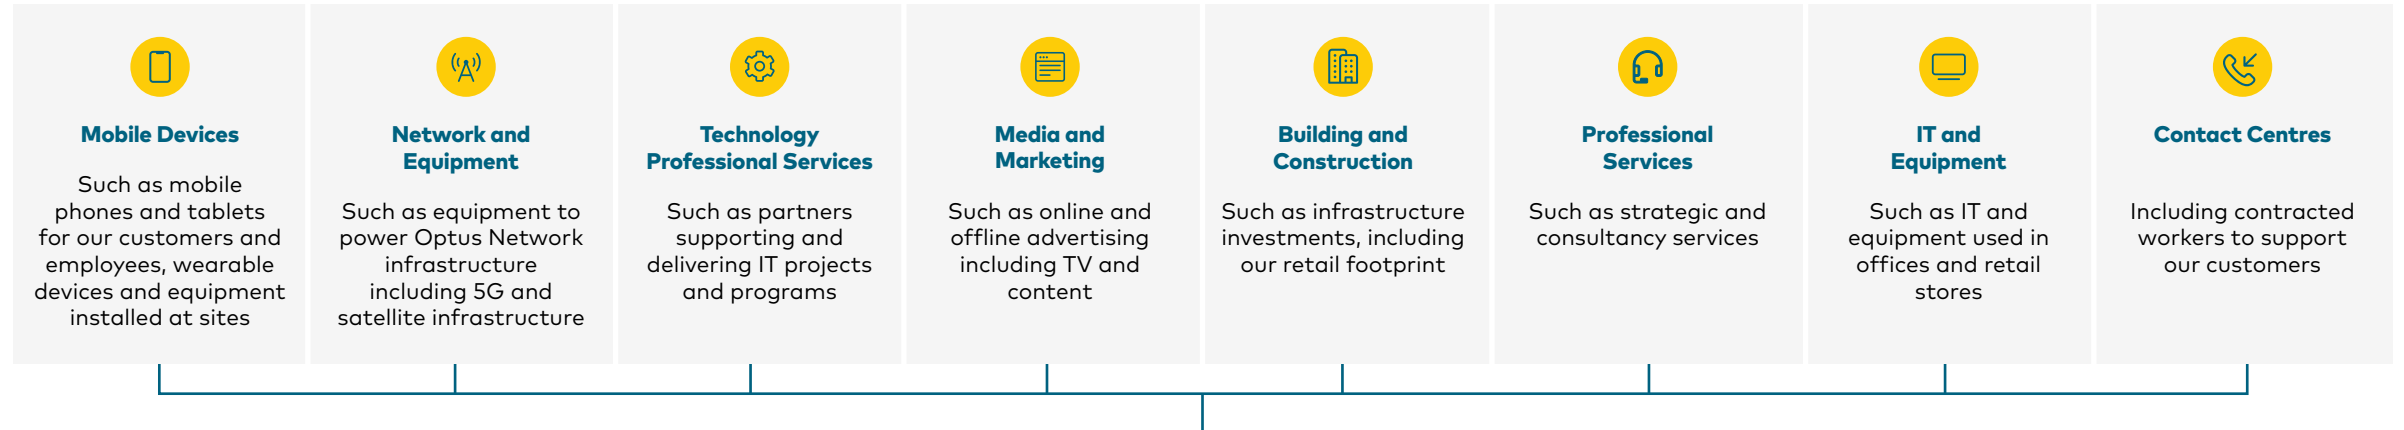 Mobile Devices
Such as mobile
phones and tablets
for our customers and
employees, wearable
devices and equipment
installed at sites
Network and
Equipment
Such as equipment to
power Optus Network
infrastructure
including 5G and
satellite infrastructure
Technology
Professional Services
Such as partners
supporting and
delivering IT projects
and programs
Media and
Marketing
Such as online and
offline advertising
including TV and
content
Building and
Construction
Such as infrastructure
investments, including
our retail footprint
Professional
Services
Such as strategic and
consultancy services
IT and
Equipment
Such as IT and
equipment used in
offices and retail
stores
Contact Centres
Including contracted
workers to support
our customers